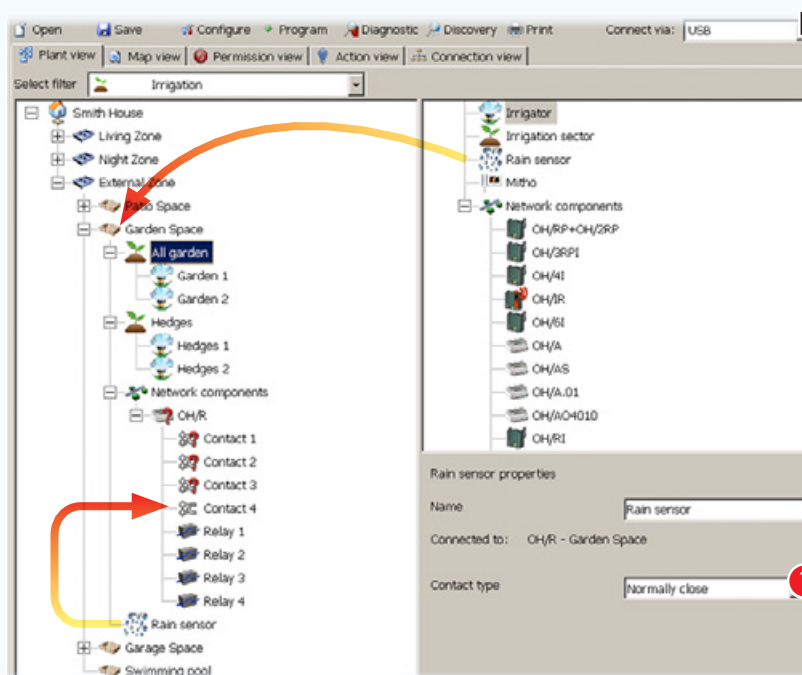 Open Save Configure Program Diagnostic Discovery Print Connect via: USB
Plant view Map view Permission view Action view Connection view
Select filter Irrigation
Smith House
Living Zone
Night Zone
External Zone
Patio Space
Garden Space
All garden
Garden 1
Garden 2
Hedges
Hedges 1
Hedges 2
Network components
OH/R
Contact 1
Contact 2
Contact 3
Contact 4
Relay 1
Relay 2
Relay 3
Relay 4
Rain sensor
Garage Space
Swimming pool
Irrigator
Irrigation sector
Rain sensor
Mitho
Network components
OH/RP+OH/2RP
OH/3RPI
OH/4I
OH/IR
OH/6I
OH/A
OH/AS
OH/A.01
OH/AO4010
OH/RI
Rain sensor properties
Name Rain sensor
Connected to: OH/R - Garden Space
Contact type Normally close